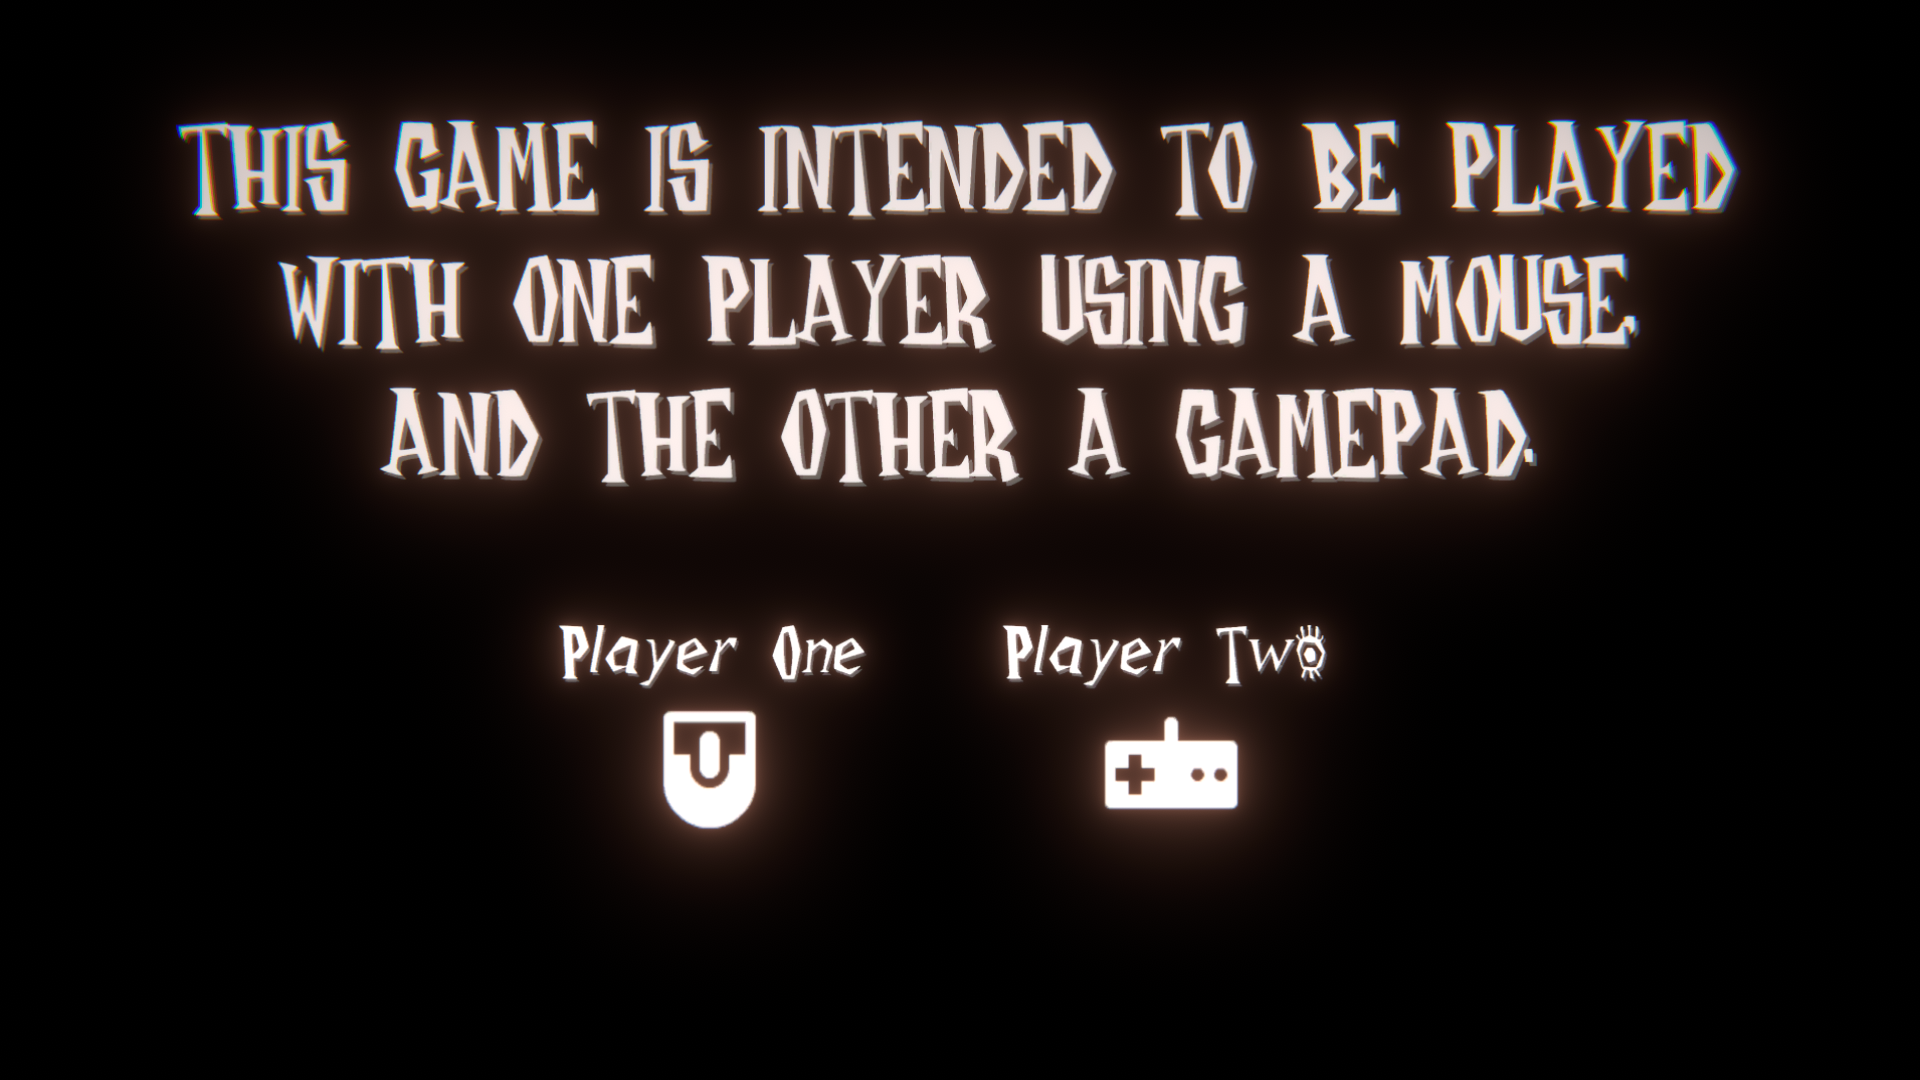 THIS GAME IS INTENDED TO BE PLAYED
WITH ONE PLAYER USING A MOUSE,
AND THE OTHER A GAMEPAD.
Player One
Player Two